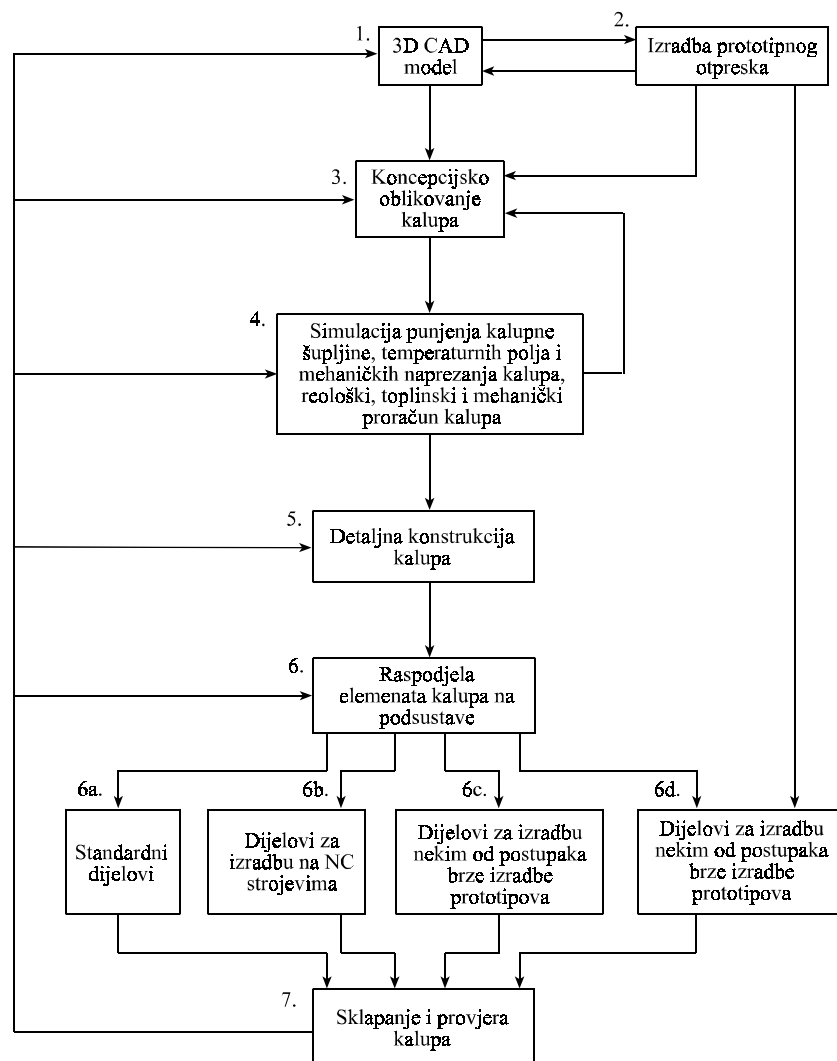 1.
3D CAD
model
2.
Izradba prototipnog
otpreska
3.
Koncepcijsko
oblikovanje
kalupa
4.
Simulacija punjenja kalupne
šupljine, temperaturnih polja i
mehaničkih naprezanja kalupa,
reološki, toplinski i mehanički
proračun kalupa
5.
Detaljna konstrukcija
kalupa
6.
Raspodjela
elemenata kalupa na
podsustave
6a.
Standardni
dijelovi
6b.
Dijelovi za
izradbu na NC
strojevima
6c.
Dijelovi za izradbu
nekim od postupaka
brze izradbe
prototipova
6d.
Dijelovi za izradbu
nekim od postupaka
brze izradbe
prototipova
7.
Sklapanje i provjera
kalupa